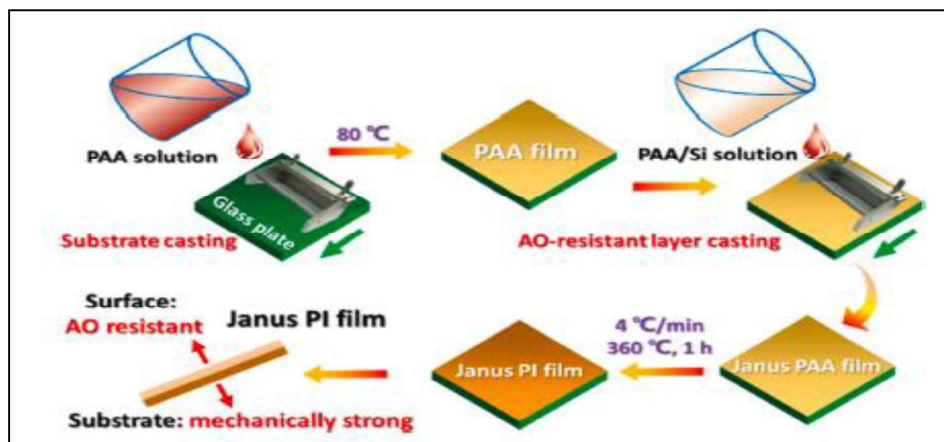 PAA solution
80 °C
PAA film
PAA/Si solution
Glass plate
Substrate casting
AO-resistant layer casting
Surface:
AO resistant
Janus PI film
4 °C/min
360 °C, 1 h
Janus PI film
Janus PAA film
Substrate: mechanically strong